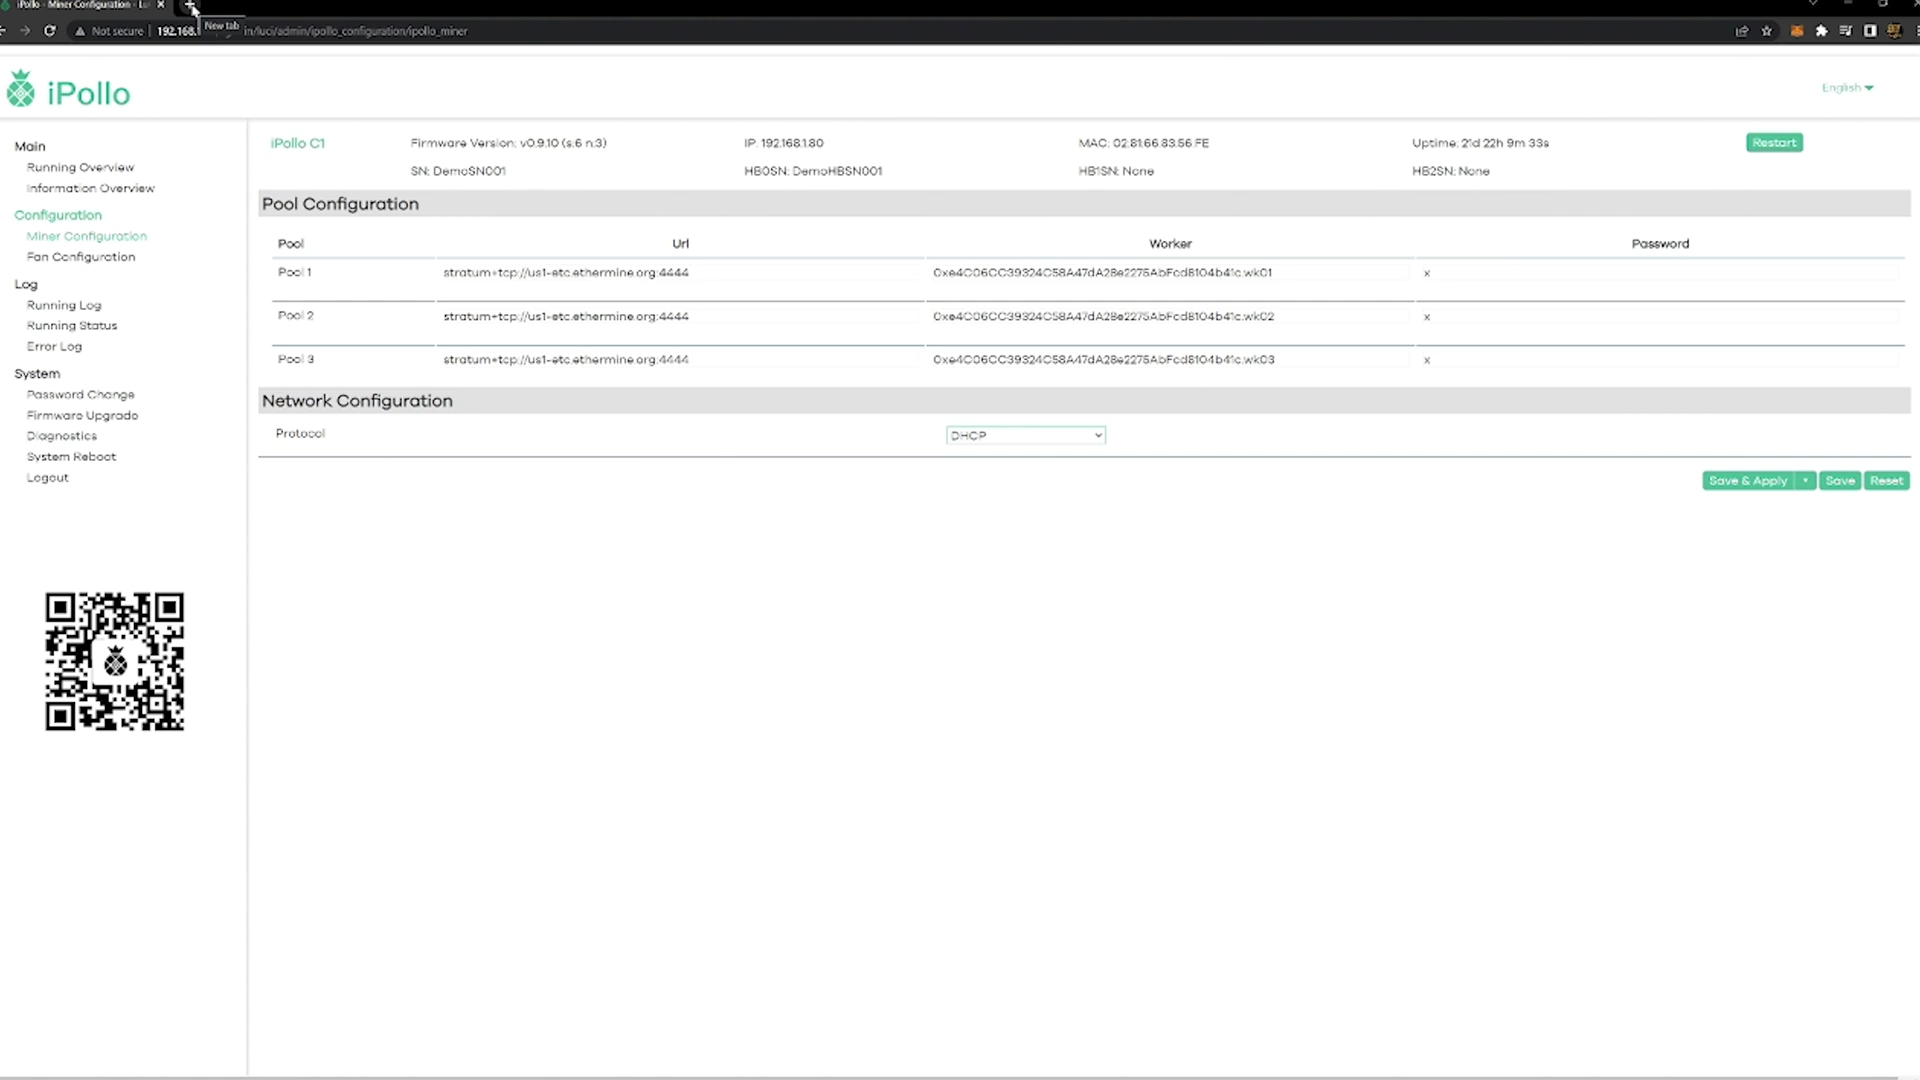 iPollo - Miner Configuration - Lu
New tab
Not secure
192.168.1
in/luci/admin/ipollo_configuration/ipollo_miner
iPollo
English
Main
Running Overview
Information Overview
Configuration
Miner Configuration
Fan Configuration
Log
Running Log
Running Status
Error Log
System
Password Change
Firmware Upgrade
Diagnostics
System Reboot
Logout
iPollo C1
Firmware Version: v0.9.10 (s:6 n:3)
IP: 192.168.1.80
MAC: 02:81:66:83:56:FE
Uptime: 21d 22h 9m 33s
Restart
SN: DemoSN001
HB0SN: DemoHBSN001
HB1SN: None
HB2SN: None
Pool Configuration
Pool Url Worker Password
Pool 1 stratum+tcp://us1-etc.ethermine.org:4444 0xe4C06CC39324C58A47dA28e2275AbFcd8104b41c.wk01 x
Pool 2 stratum+tcp://us1-etc.ethermine.org:4444 0xe4C06CC39324C58A47dA28e2275AbFcd8104b41c.wk02 x
Pool 3 stratum+tcp://us1-etc.ethermine.org:4444 0xe4C06CC39324C58A47dA28e2275AbFcd8104b41c.wk03 x
Network Configuration
Protocol DHCP
Save & Apply Save Reset